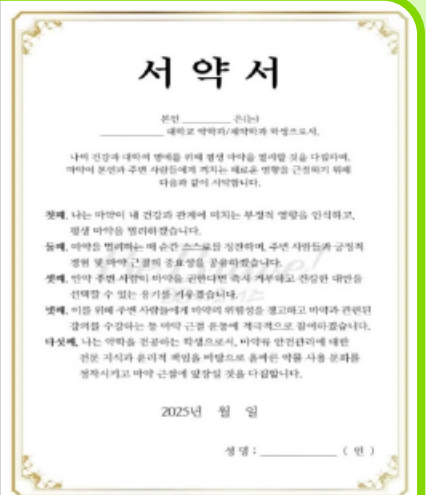 서 약 서
본인 __________ 은(는)
______________ 대학교 약학과/제약학과 학생으로서,
나의 건강과 대학의 명예를 위해 평생 마약을 멀리할 것을 다짐하며,
마약이 본인과 주변 사람들에게 끼치는 해로운 영향을 근절하기 위해
다음과 같이 서약합니다.
첫째, 나는 마약이 내 건강과 관계에 미치는 부정적 영향을 인식하고,
평생 마약을 멀리하겠습니다.
둘째, 마약을 멀리하는 매 순간 스스로를 칭찬하며, 주변 사람들과 긍정적
경험 및 마약 근절의 중요성을 공유하겠습니다.
셋째, 만약 주변 사람이 마약을 권한다면 즉시 거부하고 건강한 대안을
선택할 수 있는 용기를 키우겠습니다.
넷째, 이를 위해 주변 사람들에게 마약의 위험성을 경고하고 마약과 관련된
강의를 수강하는 등 마약 근절 운동에 적극적으로 참여하겠습니다.
다섯째, 나는 약학을 전공하는 학생으로서, 마약류 안전관리에 대한
전문 지식과 윤리적 책임을 바탕으로 올바른 약물 사용 문화를
정착시키고 마약 근절에 앞장설 것을 다짐합니다.
2025년 월 일
성명 : ______________ ( 인 )